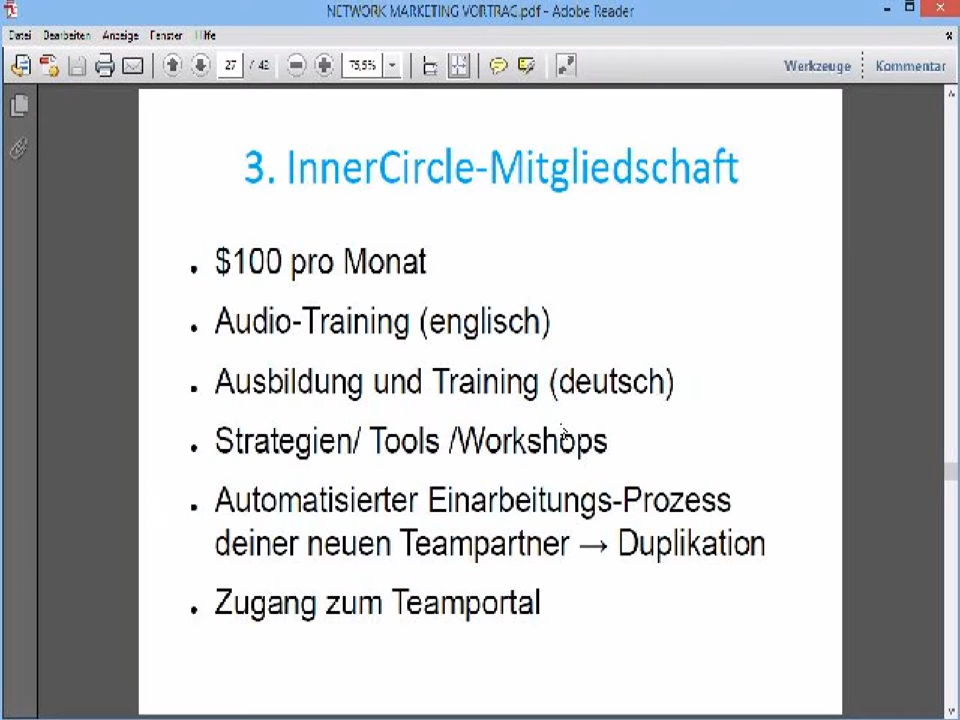 NETWORK MARKETING VORTRAG.pdf - Adobe Reader
Datei Bearbeiten Anzeige Fenster Hilfe
27 / 42 75,5% Werkzeuge Kommentar
3. InnerCircle-Mitgliedschaft
• $100 pro Monat
• Audio-Training (englisch)
• Ausbildung und Training (deutsch)
• Strategien/ Tools /Workshops
• Automatisierter Einarbeitungs-Prozess
deiner neuen Teampartner → Duplikation
• Zugang zum Teamportal